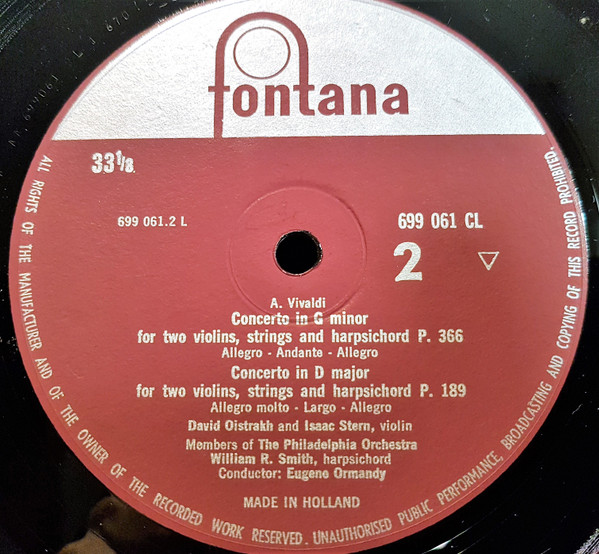 fontana
33 1/3
699 061.2 L
699 061 CL
2
A. Vivaldi
Concerto in G minor
for two violins, strings and harpsichord P. 366
Allegro - Andante - Allegro
Concerto in D major
for two violins, strings and harpsichord P. 189
Allegro molto - Largo - Allegro
David Oistrakh and Isaac Stern, violin
Members of The Philadelphia Orchestra
William R. Smith, harpsichord
Conductor: Eugene Ormandy
MADE IN HOLLAND
ALL RIGHTS OF THE MANUFACTURER AND OF THE OWNER OF THE RECORDED WORK RESERVED. UNAUTHORISED PUBLIC PERFORMANCE, BROADCASTING AND COPYING OF THIS RECORD PROHIBITED.